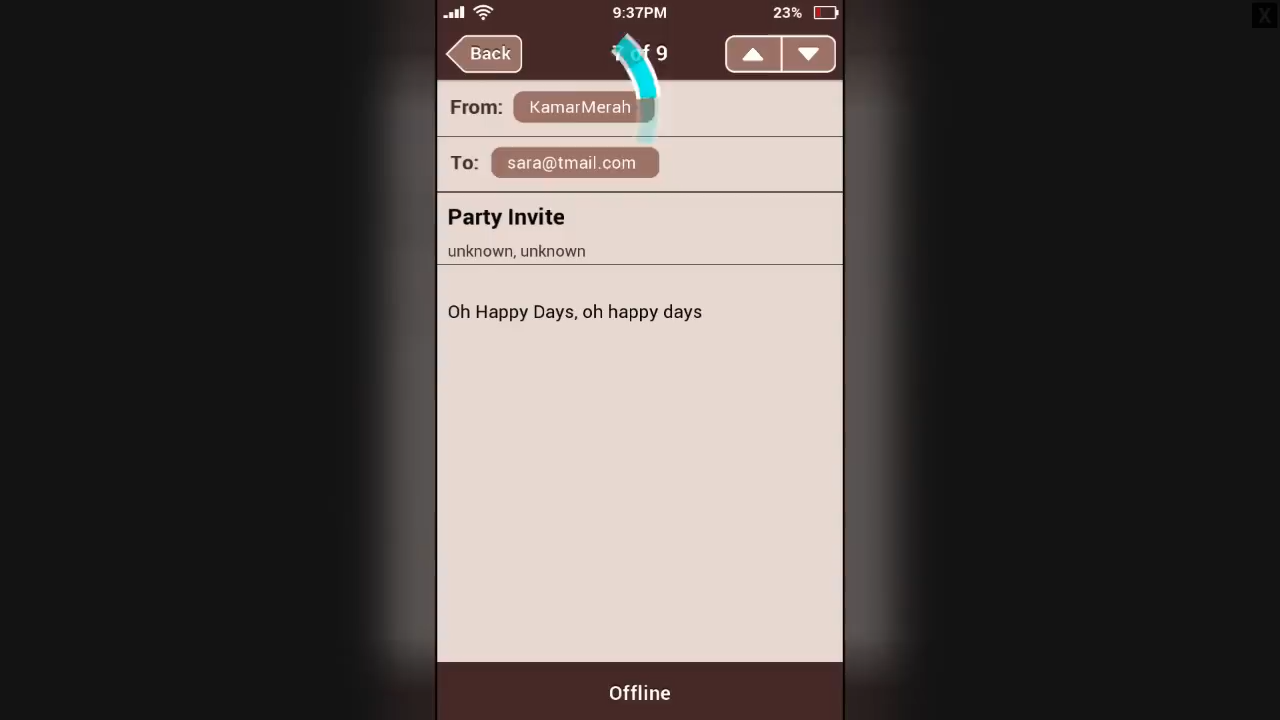 9:37PM
23%
X
Back
7 of 9
From: KamarMerah
To: sara@tmail.com
Party Invite
unknown, unknown
Oh Happy Days, oh happy days
Offline